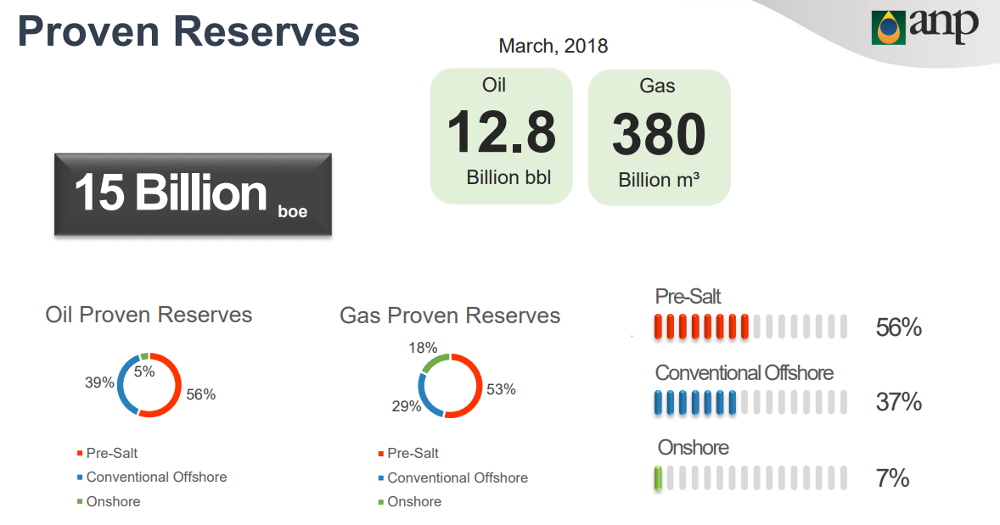 Proven Reserves
anp
March, 2018
Oil
12.8
Billion bbl
Gas
380
Billion m³
15 Billion boe
Oil Proven Reserves
39%
5%
56%
Pre-Salt
Conventional Offshore
Onshore
Gas Proven Reserves
18%
53%
29%
Pre-Salt
Conventional Offshore
Onshore
Pre-Salt
56%
Conventional Offshore
37%
Onshore
7%